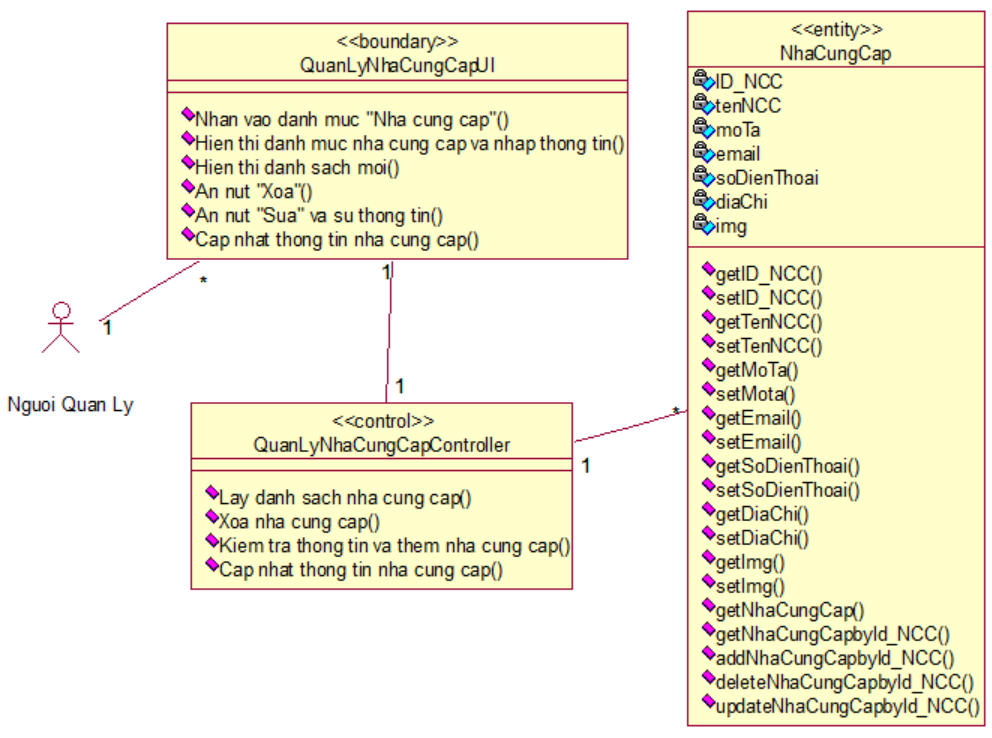 <<boundary>>
QuanLyNhaCungCapUI
Nhan vao danh muc "Nha cung cap"()
Hien thi danh muc nha cung cap va nhap thong tin()
Hien thi danh sach moi()
An nut "Xoa"()
An nut "Sua" va su thong tin()
Cap nhat thong tin nha cung cap()
*
1
1
1
Nguoi Quan Ly
<<control>>
QuanLyNhaCungCapController
Lay danh sach nha cung cap()
Xoa nha cung cap()
Kiem tra thong tin va them nha cung cap()
Cap nhat thong tin nha cung cap()
1
*
<<entity>>
NhaCungCap
ID_NCC
tenNCC
moTa
email
soDienThoai
diaChi
img
getID_NCC()
setID_NCC()
getTenNCC()
setTenNCC()
getMoTa()
setMota()
getEmail()
setEmail()
getSoDienThoai()
setSoDienThoai()
getDiaChi()
setDiaChi()
getImg()
setImg()
getNhaCungCap()
getNhaCungCapbyId_NCC()
addNhaCungCapbyId_NCC()
deleteNhaCungCapbyId_NCC()
updateNhaCungCapbyId_NCC()